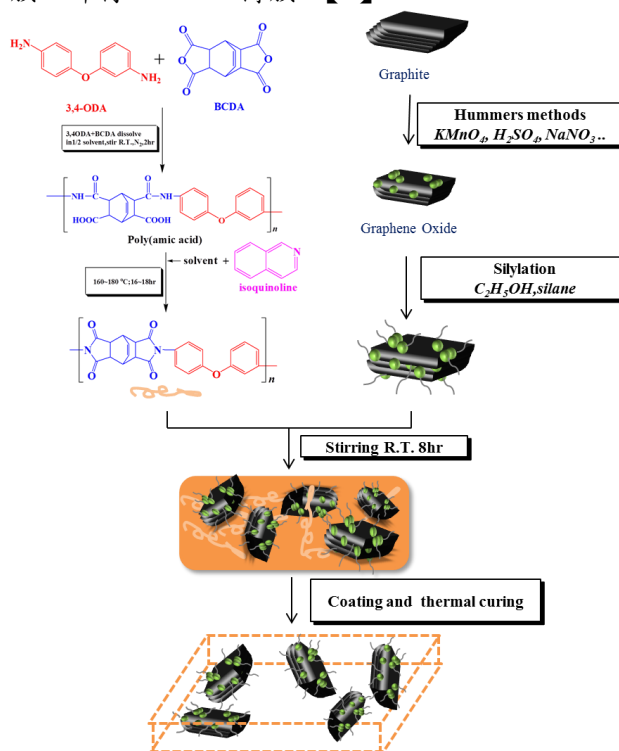 H₂N
O
NH₂
3,4-ODA
+
O O O
O O O
BCDA
Graphite
3,4ODA+BCDA dissolve
in1/2 solvent,stir R.T.,N₂,2hr
Hummers methods
KMnO₄, H₂SO₄, NaNO₃..
O O
NH C C HN
HOOC COOH
O
n
Poly(amic acid)
Graphene Oxide
solvent +
N
isoquinoline
160~180 °C;16~18hr
Silylation
C₂H₅OH,silane
O O
N N
O O
O
n
Stirring R.T. 8hr
Coating and thermal curing